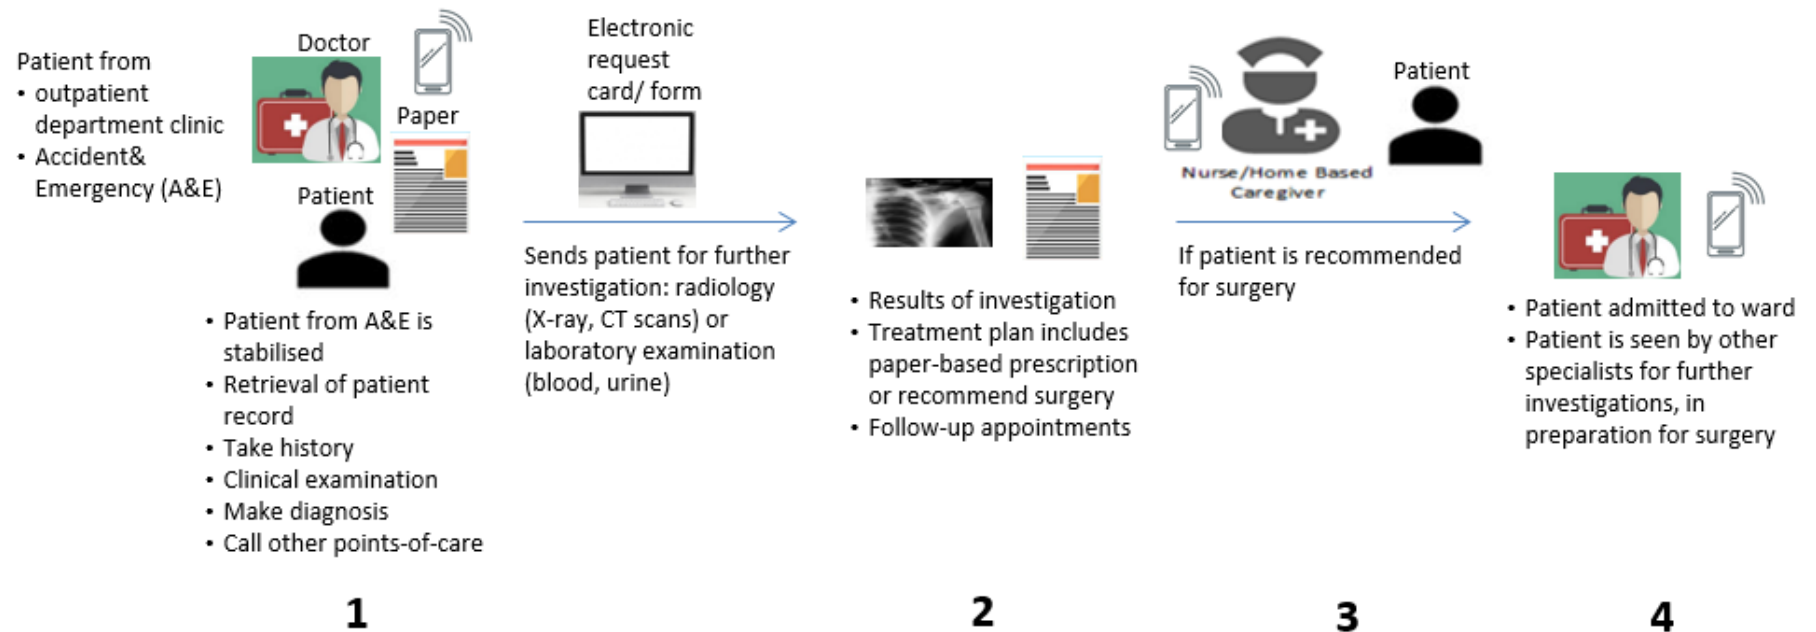 Patient from
• outpatient
department clinic
• Accident&
Emergency (A&E)
Doctor
Paper
Patient
• Patient from A&E is
stabilised
• Retrieval of patient
record
• Take history
• Clinical examination
• Make diagnosis
• Call other points-of-care
1
Electronic
request
card/ form
Sends patient for further
investigation: radiology
(X-ray, CT scans) or
laboratory examination
(blood, urine)
• Results of investigation
• Treatment plan includes
paper-based prescription
or recommend surgery
• Follow-up appointments
2
Nurse/Home Based
Caregiver
Patient
If patient is recommended
for surgery
3
• Patient admitted to ward
• Patient is seen by other
specialists for further
investigations, in
preparation for surgery
4